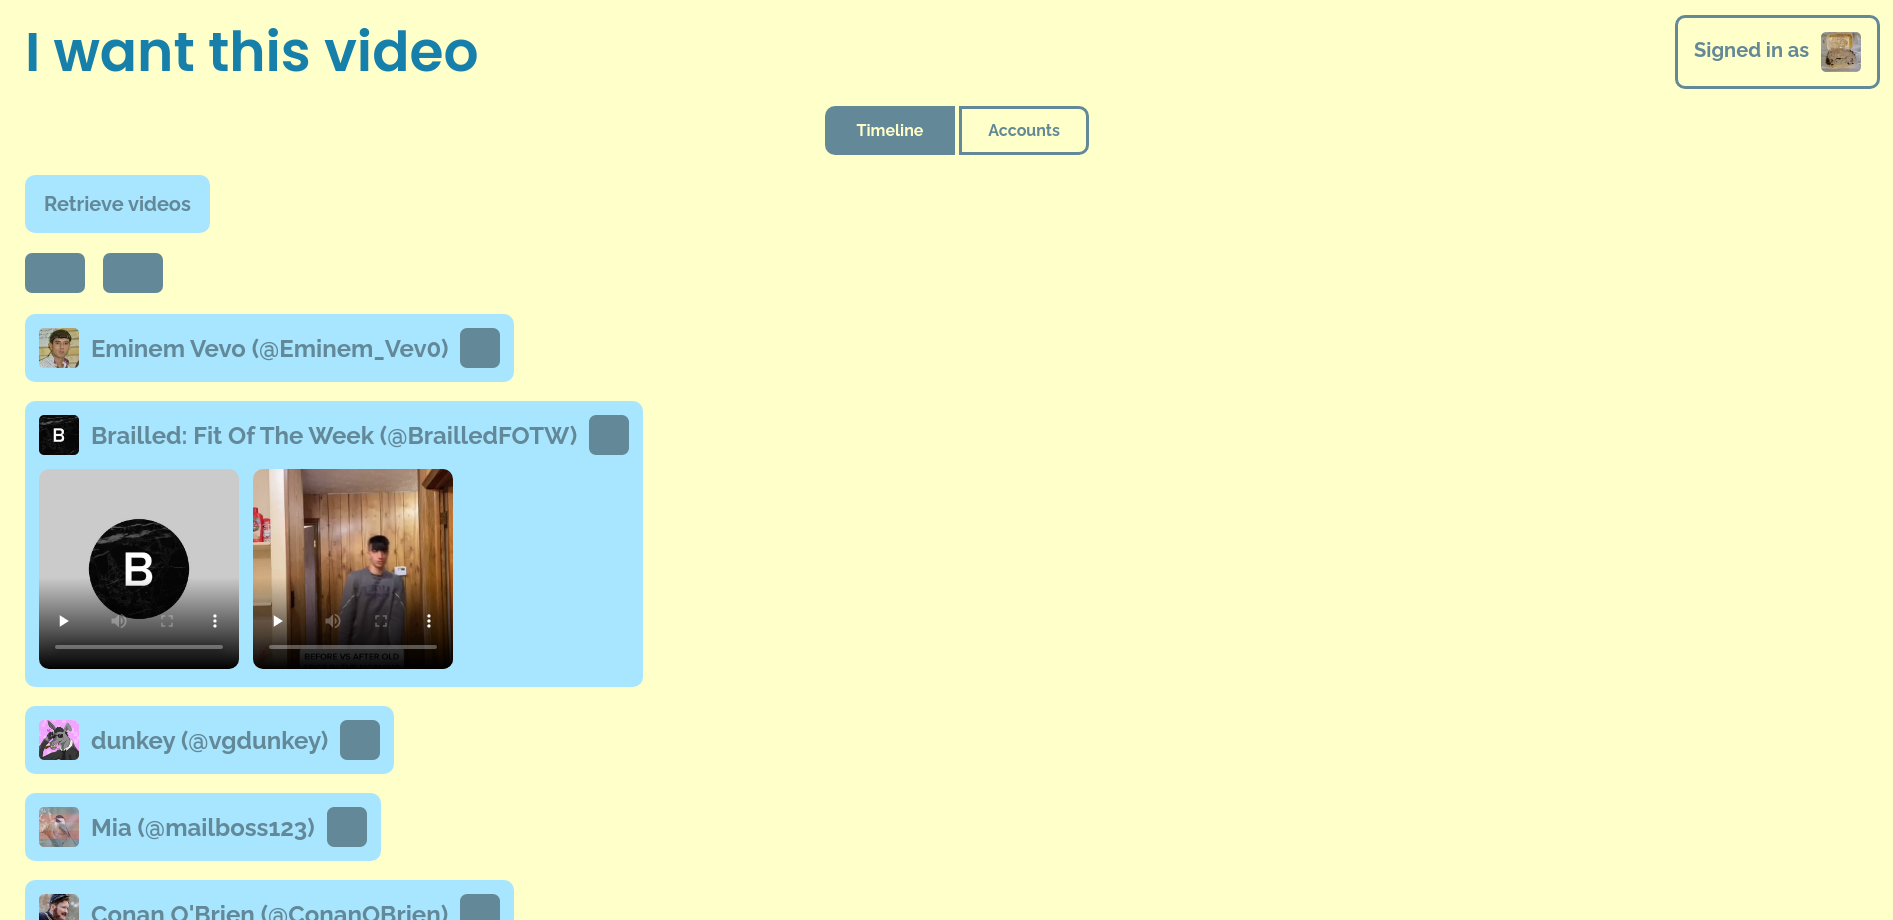 I want this video
Signed in as
Timeline
Accounts
Retrieve videos
Eminem Vevo (@Eminem_Vev0)
B
Brailled: Fit Of The Week (@BrailledFOTW)
B
BEFORE VS AFTER OLD
dunkey (@vgdunkey)
Mia (@mailboss123)
Conan O'Brien (@ConanOBrien)